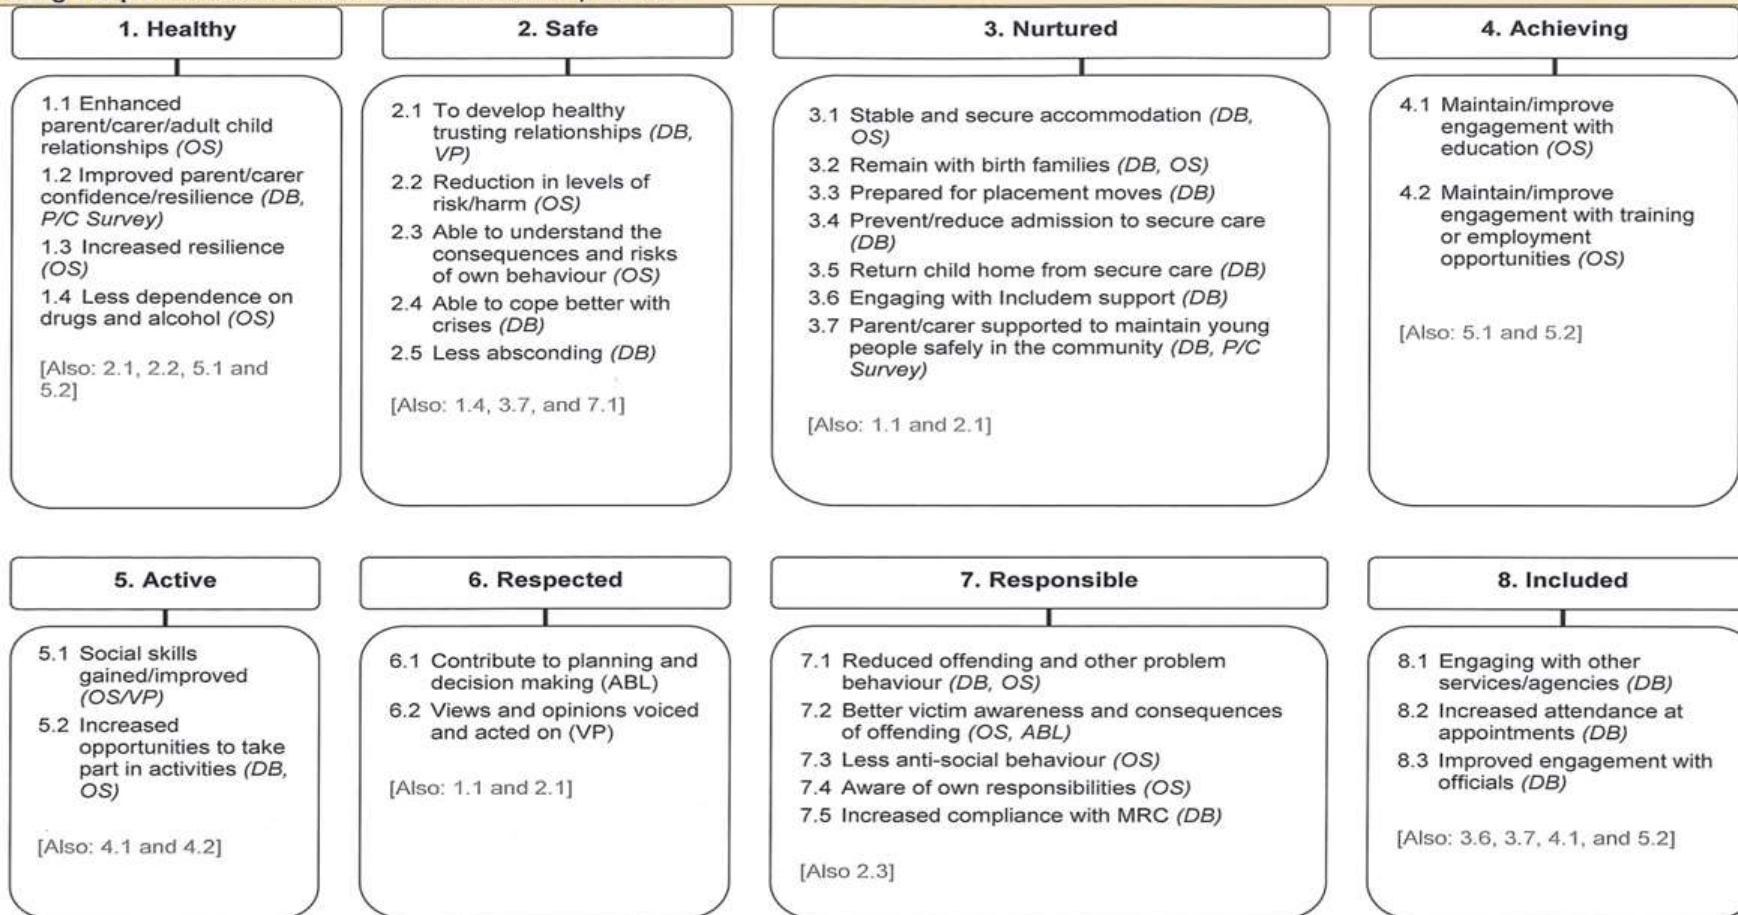 1. Healthy
1.1 Enhanced
parent/carer/adult child
relationships (OS)
1.2 Improved parent/carer
confidence/resilience (DB,
P/C Survey)
1.3 Increased resilience
(OS)
1.4 Less dependence on
drugs and alcohol (OS)
[Also: 2.1, 2.2, 5.1 and
5.2]
2. Safe
2.1 To develop healthy
trusting relationships (DB,
VP)
2.2 Reduction in levels of
risk/harm (OS)
2.3 Able to understand the
consequences and risks
of own behaviour (OS)
2.4 Able to cope better with
crises (DB)
2.5 Less absconding (DB)
[Also: 1.4, 3.7, and 7.1]
3. Nurtured
3.1 Stable and secure accommodation (DB,
OS)
3.2 Remain with birth families (DB, OS)
3.3 Prepared for placement moves (DB)
3.4 Prevent/reduce admission to secure care
(DB)
3.5 Return child home from secure care (DB)
3.6 Engaging with Includem support (DB)
3.7 Parent/carer supported to maintain young
people safely in the community (DB, P/C
Survey)
[Also: 1.1 and 2.1]
4. Achieving
4.1 Maintain/improve
engagement with
education (OS)
4.2 Maintain/improve
engagement with training
or employment
opportunities (OS)
[Also: 5.1 and 5.2]
5. Active
5.1 Social skills
gained/improved
(OS/VP)
5.2 Increased
opportunities to take
part in activities (DB,
OS)
[Also: 4.1 and 4.2]
6. Respected
6.1 Contribute to planning and
decision making (ABL)
6.2 Views and opinions voiced
and acted on (VP)
[Also: 1.1 and 2.1]
7. Responsible
7.1 Reduced offending and other problem
behaviour (DB, OS)
7.2 Better victim awareness and consequences
of offending (OS, ABL)
7.3 Less anti-social behaviour (OS)
7.4 Aware of own responsibilities (OS)
7.5 Increased compliance with MRC (DB)
[Also 2.3]
8. Included
8.1 Engaging with other
services/agencies (DB)
8.2 Increased attendance at
appointments (DB)
8.3 Improved engagement with
officials (DB)
[Also: 3.6, 3.7, 4.1, and 5.2]